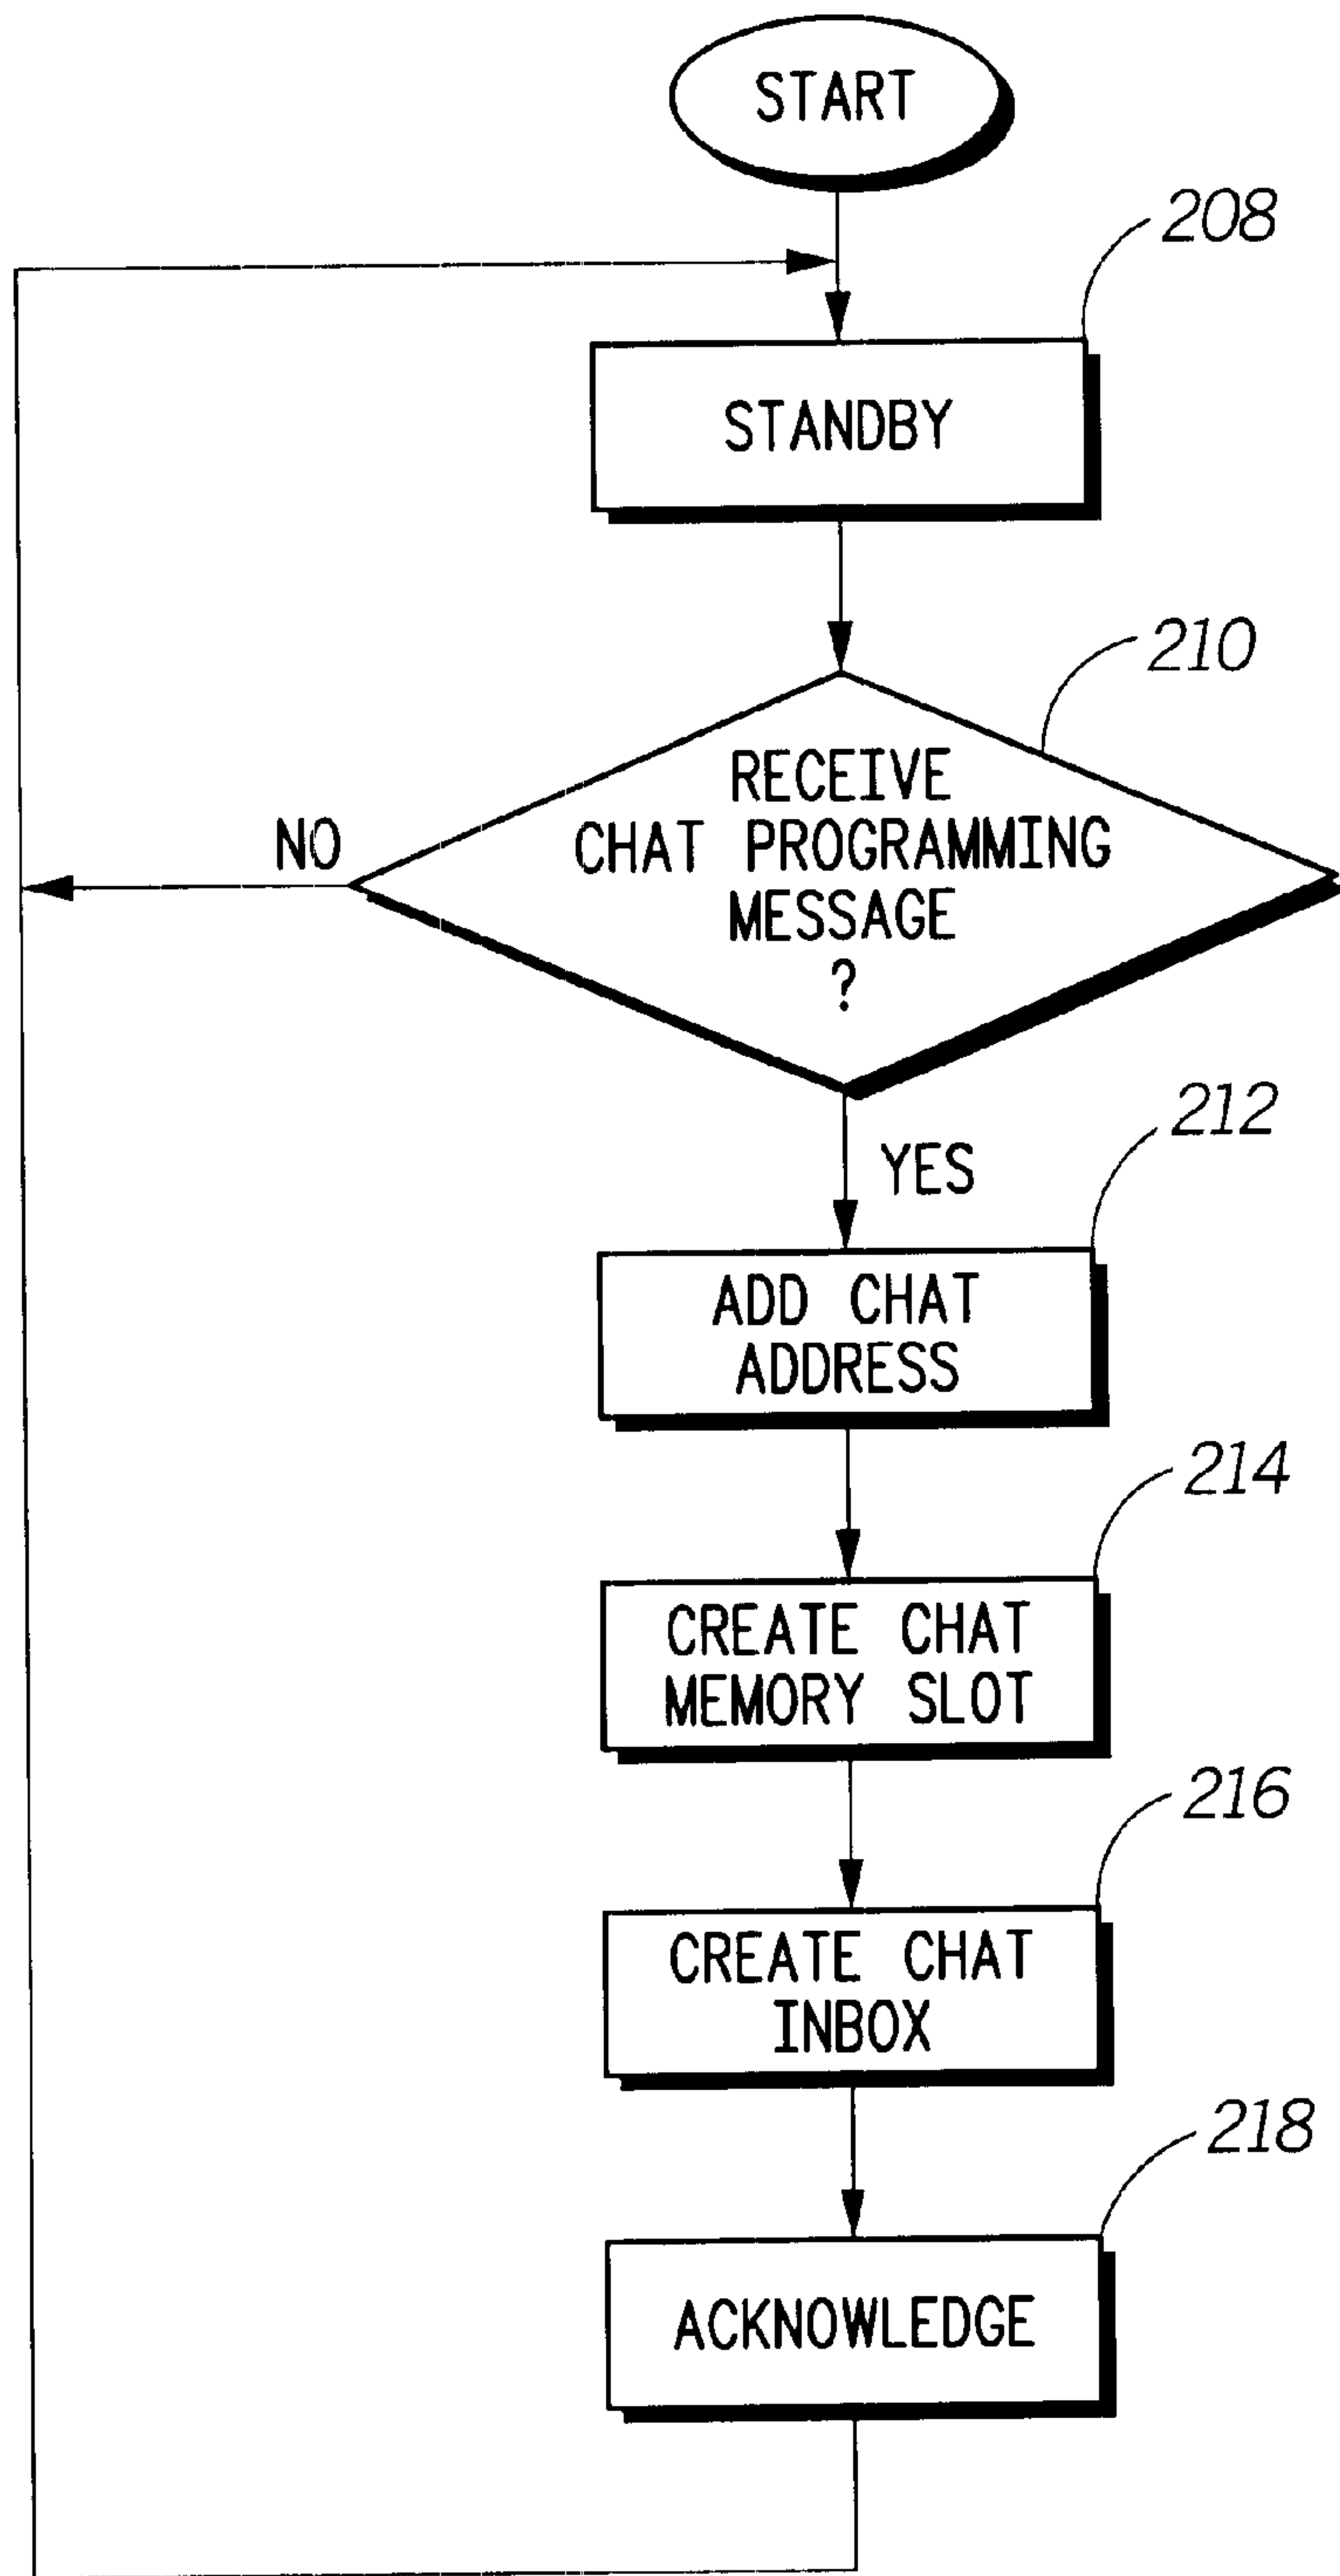 START
208
STANDBY
210
RECEIVE
CHAT PROGRAMMING
MESSAGE
?
NO
YES
212
ADD CHAT
ADDRESS
214
CREATE CHAT
MEMORY SLOT
216
CREATE CHAT
INBOX
218
ACKNOWLEDGE